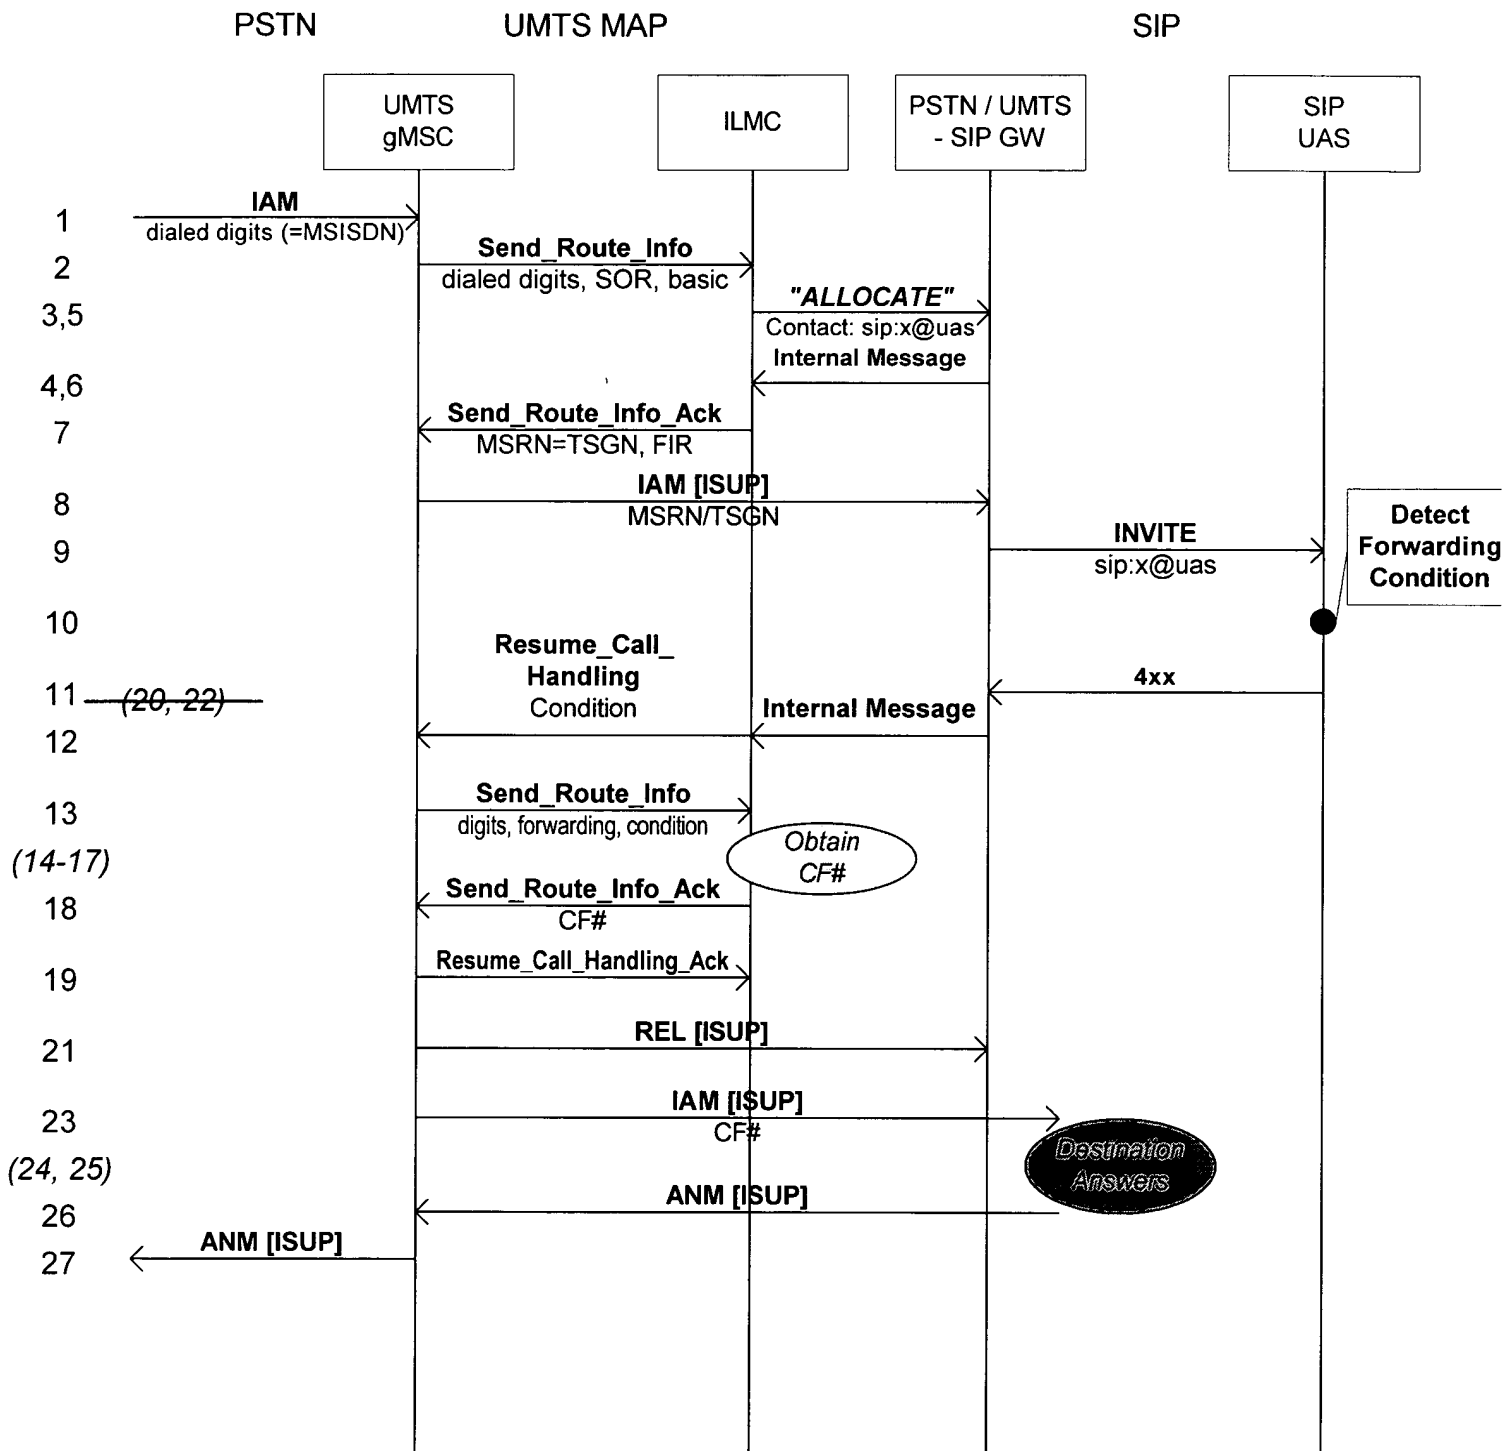 PSTN UMTS MAP SIP
UMTS
gMSC
ILMC
PSTN / UMTS
- SIP GW
SIP
UAS
1
IAM
dialed digits (=MSISDN)
2
Send_Route_Info
dialed digits, SOR, basic
3,5
"ALLOCATE"
Contact: sip:x@uas
4,6
Internal Message
7
Send_Route_Info_Ack
MSRN=TSGN, FIR
8
IAM [ISUP]
MSRN/TSGN
9
INVITE
sip:x@uas
Detect
Forwarding
Condition
10
11 (20, 22)
4xx
Resume_Call_
Handling
Condition
Internal Message
12
13
Send_Route_Info
digits, forwarding, condition
(14-17)
Obtain
CF#
18
Send_Route_Info_Ack
CF#
19
Resume_Call_Handling_Ack
21
REL [ISUP]
23
IAM [ISUP]
CF#
(24, 25)
Destination
Answers
26
ANM [ISUP]
27
ANM [ISUP]